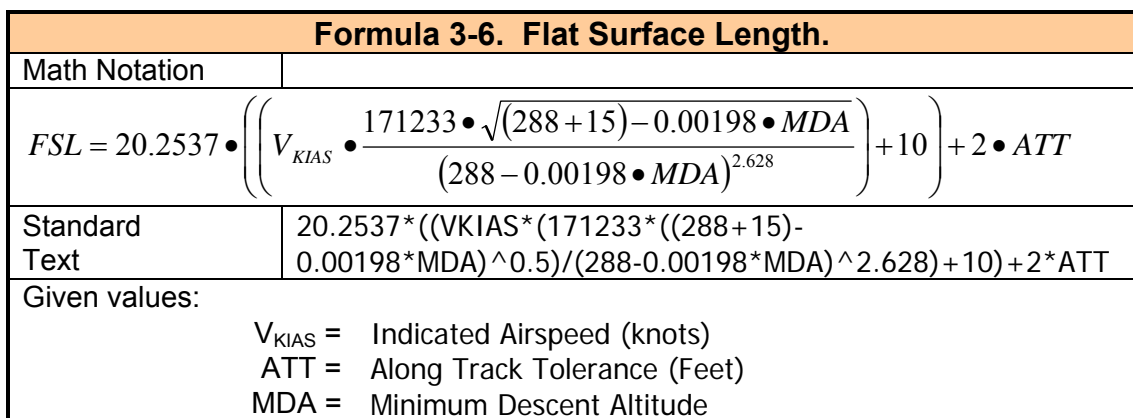 Formula 3-6. Flat Surface Length.
Math Notation
FSL = 20.2537 • ( ( V_KIAS • (171233 • √((288 + 15) − 0.00198 • MDA)) / (288 − 0.00198 • MDA)^2.628 ) + 10 ) + 2 • ATT
Standard 20.2537*((VKIAS*(171233*((288+15)-
Text 0.00198*MDA)^0.5)/(288-0.00198*MDA)^2.628)+10)+2*ATT
Given values:
V_KIAS = Indicated Airspeed (knots)
ATT = Along Track Tolerance (Feet)
MDA = Minimum Descent Altitude